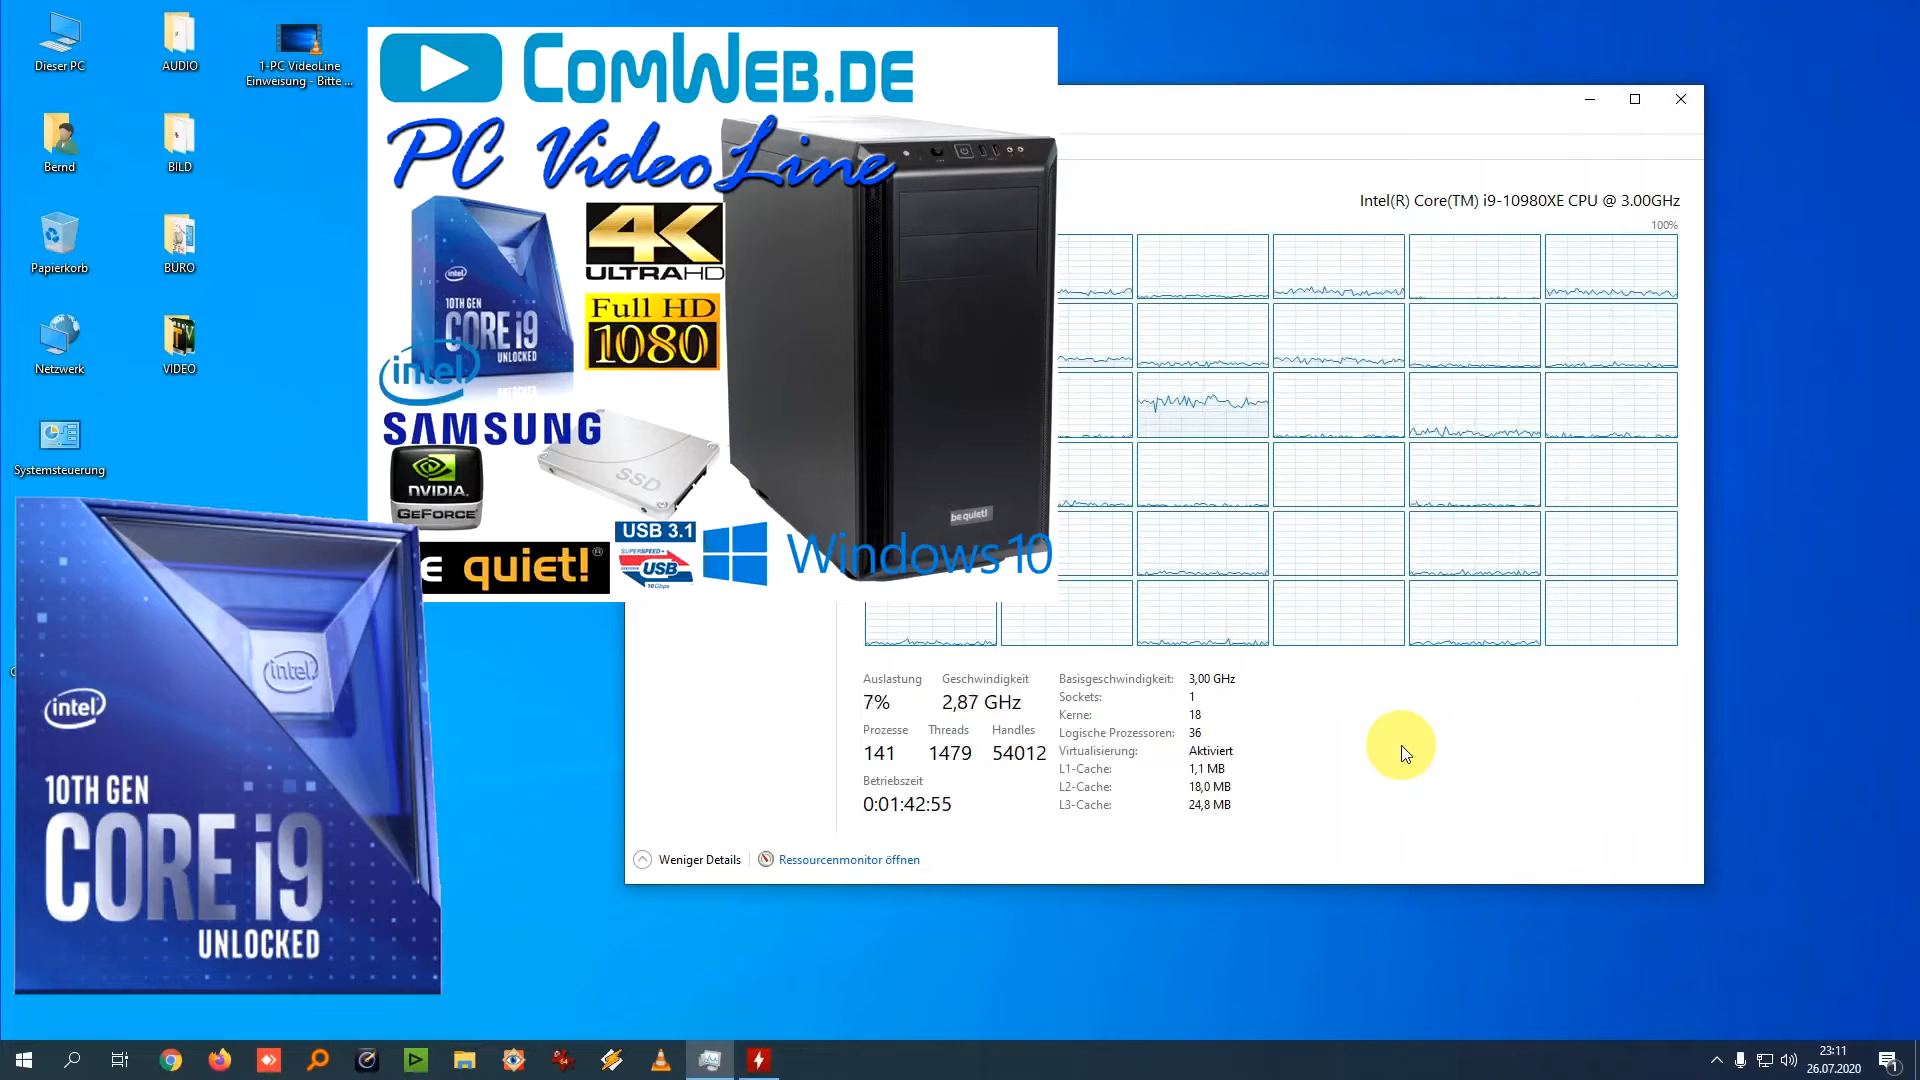 Dieser PC
AUDIO
1-PC VideoLine
Einweisung - Bitte ...
Bernd
BILD
Papierkorb
BÜRO
Netzwerk
VIDEO
Systemsteuerung
COMWEB.DE
PC VideoLine
4K
ULTRA HD
Full HD
1080
intel
10TH GEN
CORE i9
UNLOCKED
intel
SAMSUNG
SSD
NVIDIA.
GEFORCE
e quiet!®
USB 3.1
SUPERSPEED+
USB
10Gbps
be quiet!
Windows 10
intel
intel
10TH GEN
CORE i9
UNLOCKED
Intel(R) Core(TM) i9-10980XE CPU @ 3.00GHz
100%
Auslastung
7%
Geschwindigkeit
2,87 GHz
Prozesse
141
Threads
1479
Handles
54012
Betriebszeit
0:01:42:55
Basisgeschwindigkeit: 3,00 GHz
Sockets: 1
Kerne: 18
Logische Prozessoren: 36
Virtualisierung: Aktiviert
L1-Cache: 1,1 MB
L2-Cache: 18,0 MB
L3-Cache: 24,8 MB
Weniger Details
Ressourcenmonitor öffnen
64
23:11
26.07.2020
1